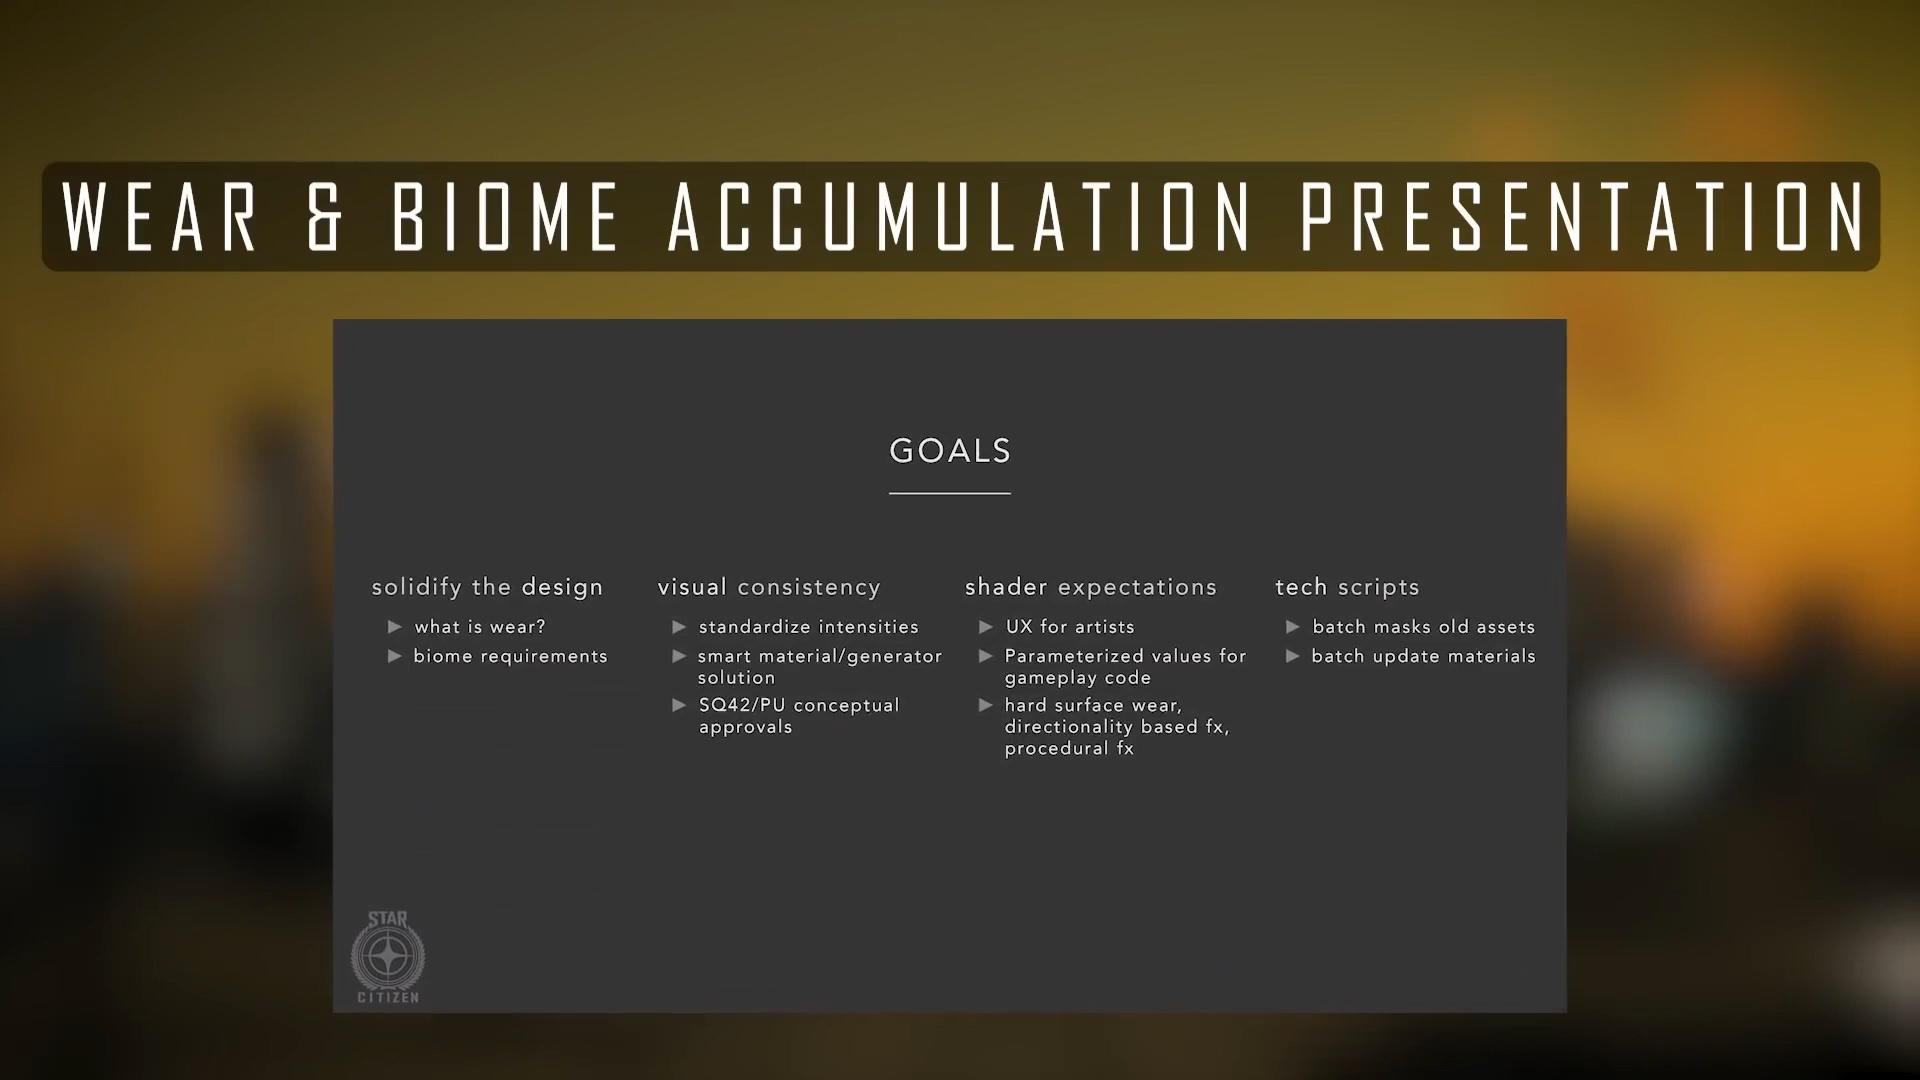 WEAR & BIOME ACCUMULATION PRESENTATION
GOALS
solidify the design
what is wear?
biome requirements
visual consistency
standardize intensities
smart material/generator
solution
SQ42/PU conceptual
approvals
shader expectations
UX for artists
Parameterized values for
gameplay code
hard surface wear,
directionality based fx,
procedural fx
tech scripts
batch masks old assets
batch update materials
STAR
CITIZEN